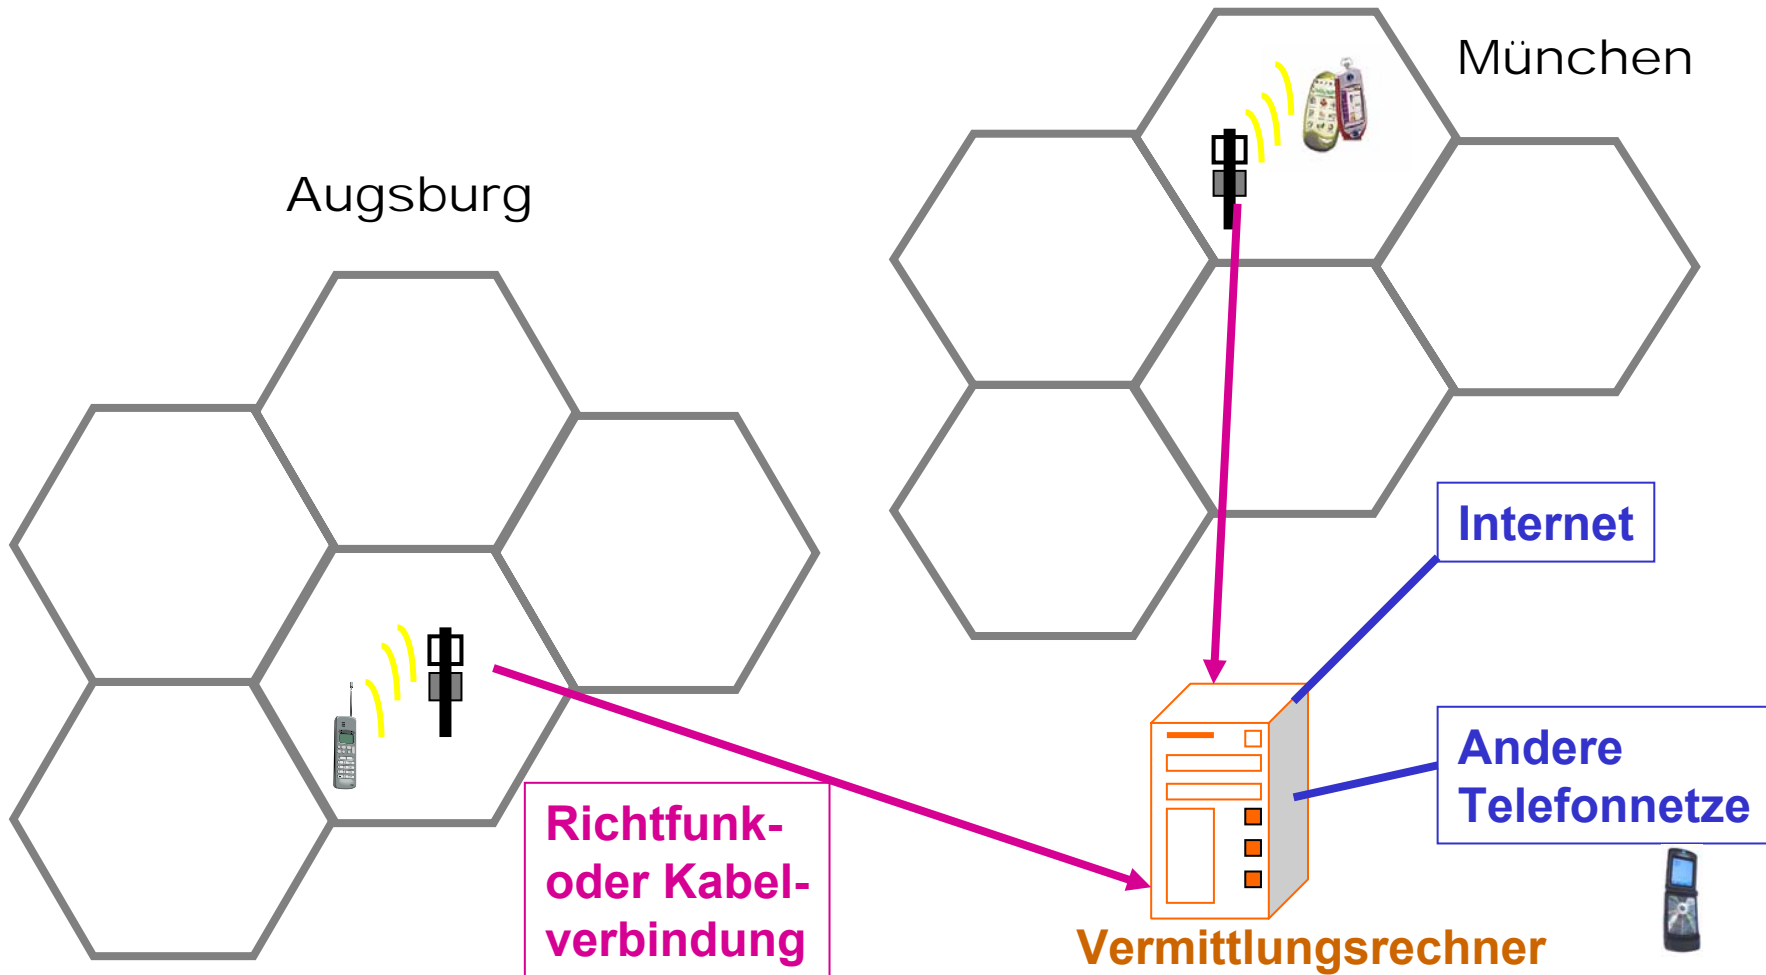 München
Augsburg
Internet
Andere
Telefonnetze
Richtfunk-
oder Kabel-
verbindung
Vermittlungsrechner